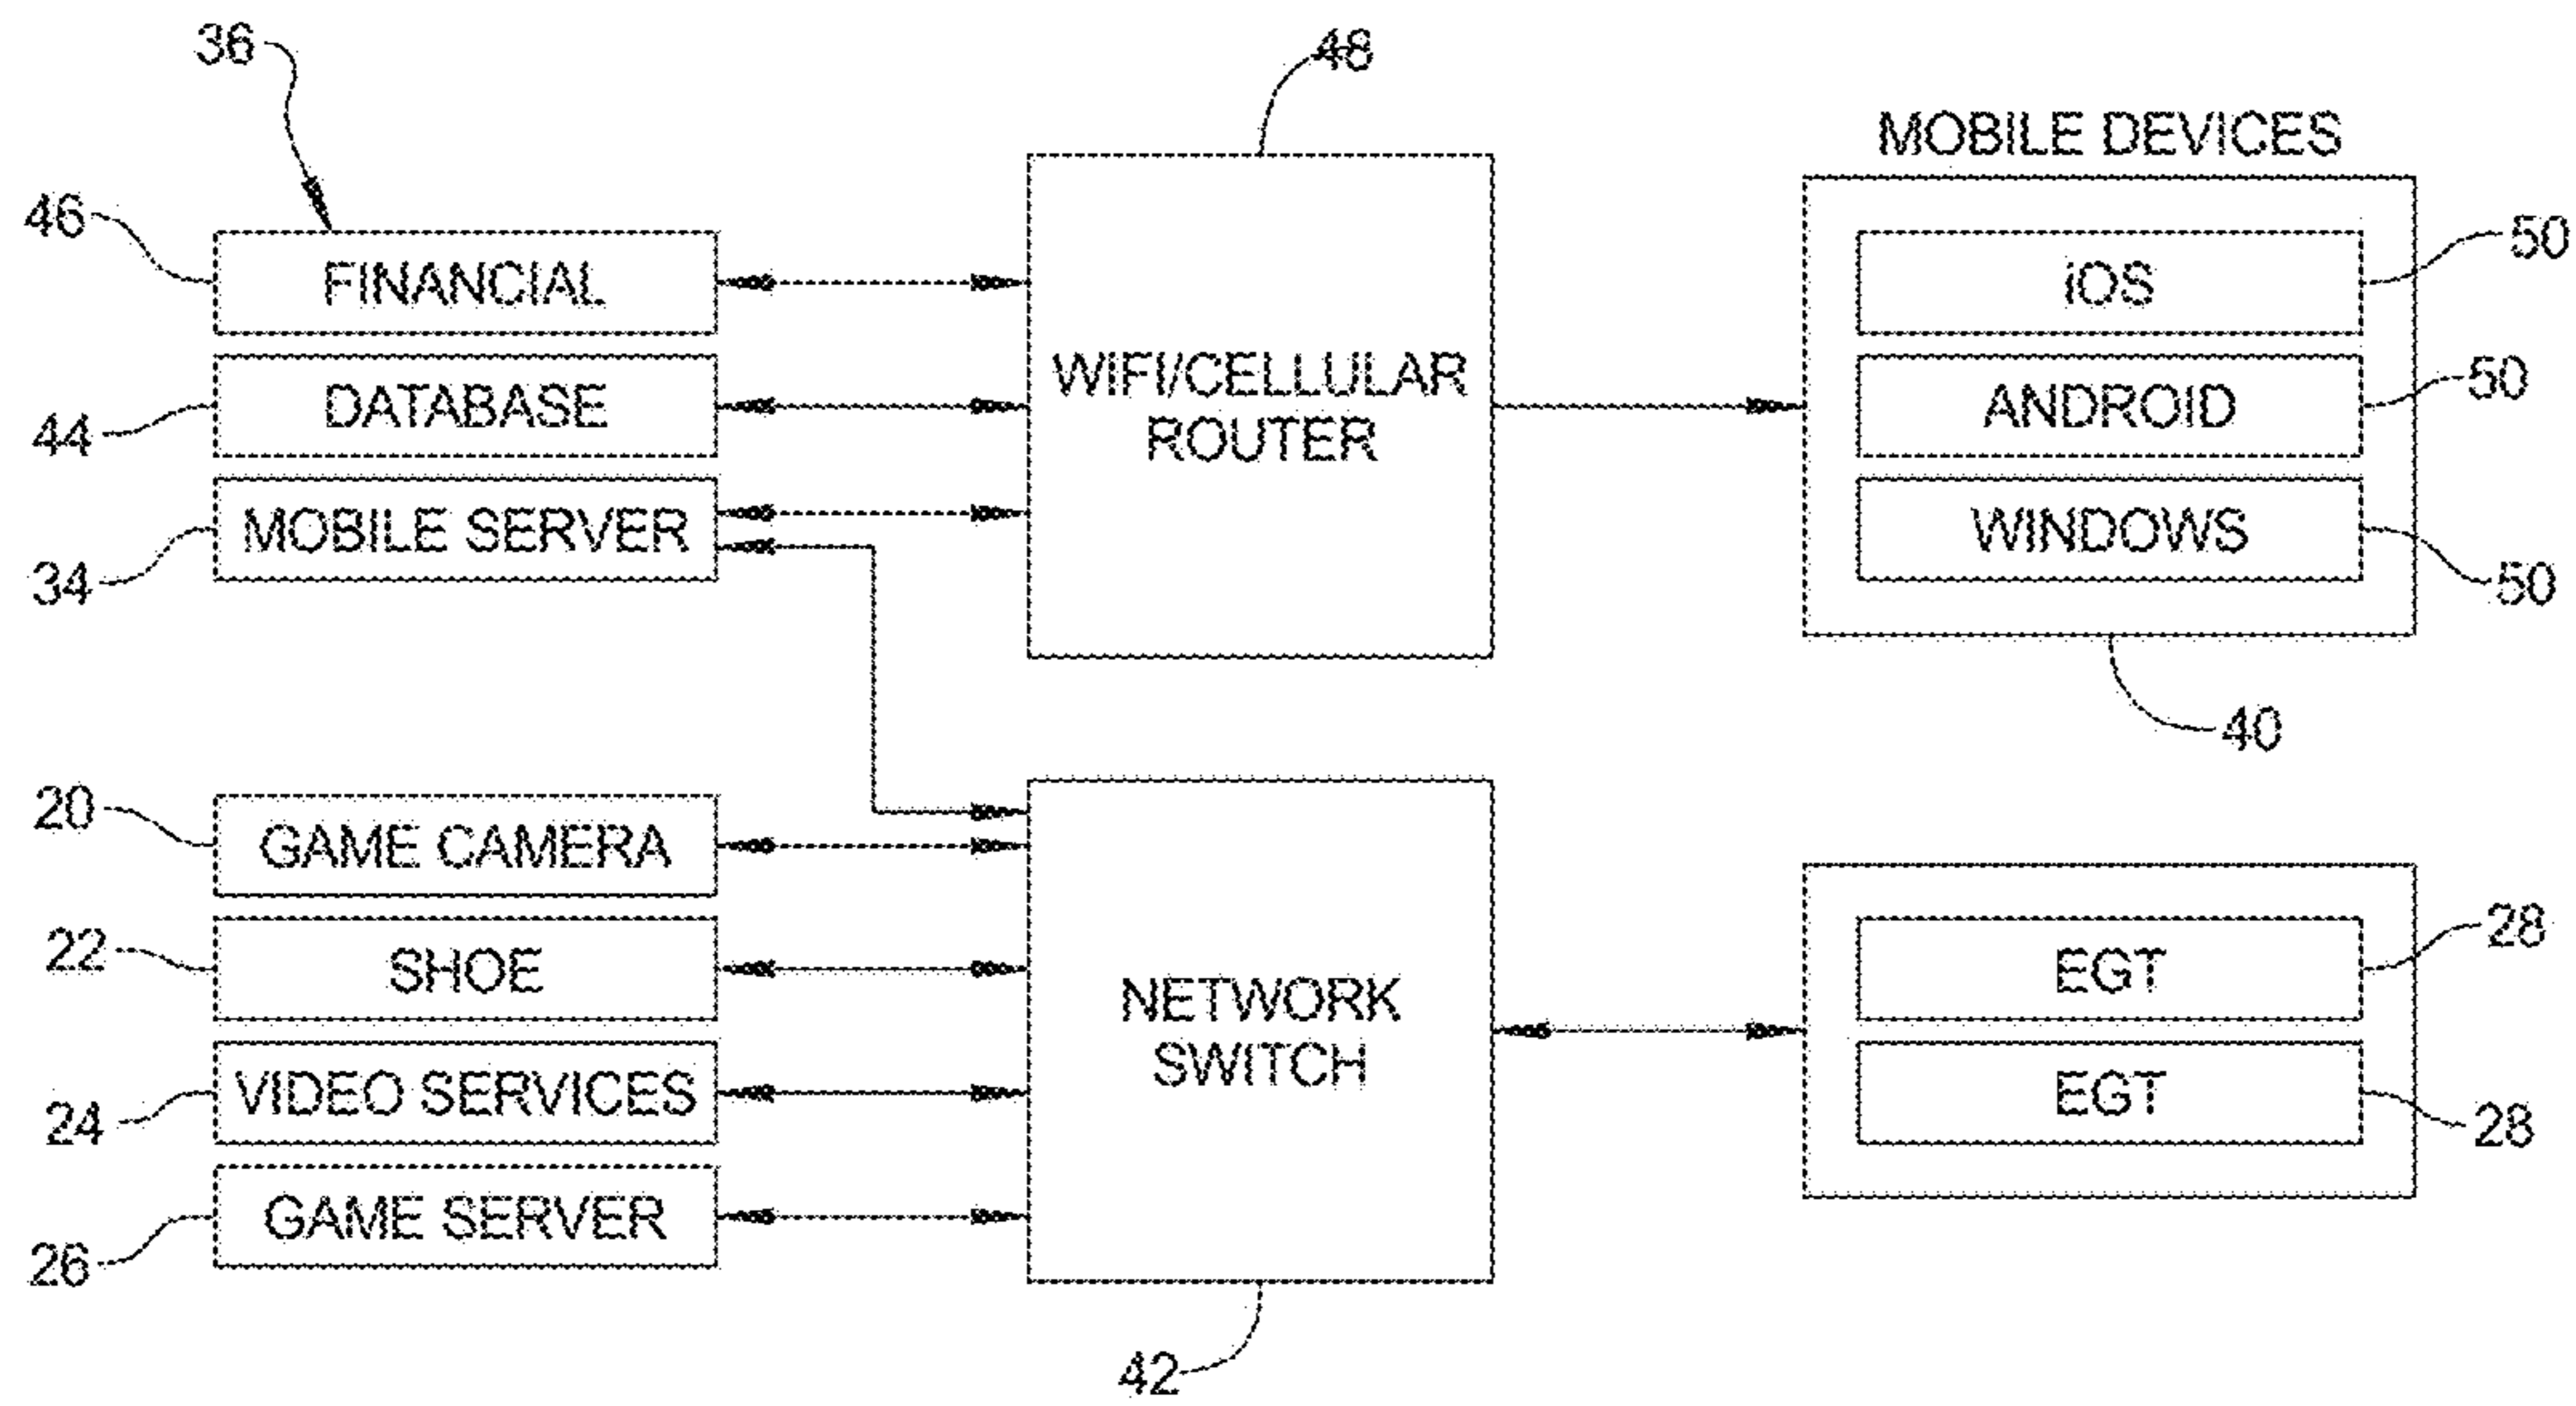 36
48
MOBILE DEVICES
46
FINANCIAL
iOS
50
44
DATABASE
WIFI/CELLULAR
ROUTER
ANDROID
50
34
MOBILE SERVER
WINDOWS
50
40
20
GAME CAMERA
22
SHOE
NETWORK
SWITCH
EGT
28
24
VIDEO SERVICES
EGT
28
26
GAME SERVER
42